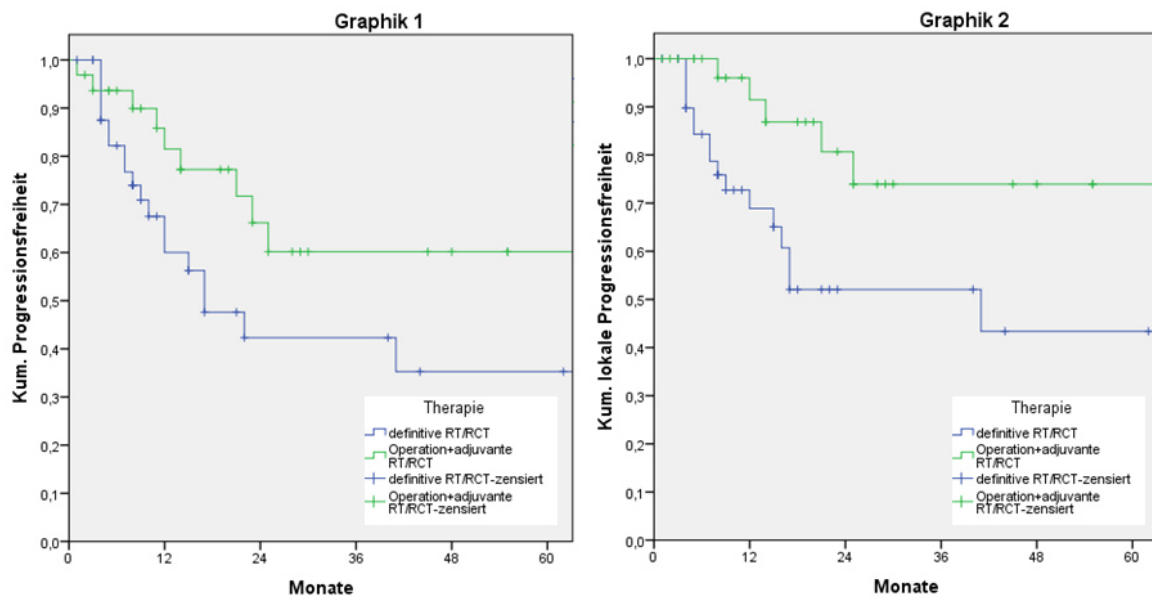 Graphik 1
Kum. Progressionsfreiheit
1,0
0,9
0,8
0,7
0,6
0,5
0,4
0,3
0,2
0,1
0,0
0
12
24
36
48
60
Monate
Therapie
definitive RT/RCT
Operation+adjuvante
RT/RCT
definitive RT/RCT-zensiert
Operation+adjuvante
RT/RCT-zensiert
Graphik 2
Kum. lokale Progressionsfreiheit
1,0
0,9
0,8
0,7
0,6
0,5
0,4
0,3
0,2
0,1
0,0
0
12
24
36
48
60
Monate
Therapie
definitive RT/RCT
Operation+adjuvante
RT/RCT
definitive RT/RCT-zensiert
Operation+adjuvante
RT/RCT-zensiert